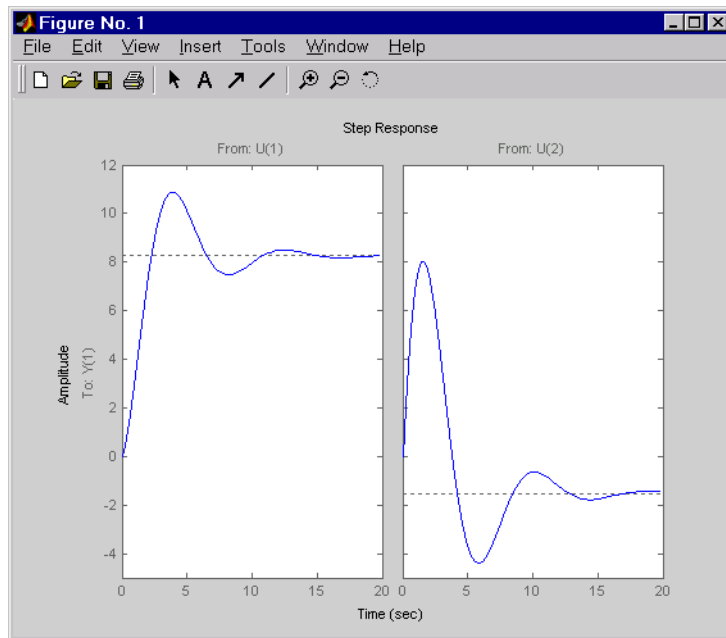 Figure No. 1
File Edit View Insert Tools Window Help
A
Step Response
From: U(1)
From: U(2)
12
10
8
6
4
2
0
-2
-4
Amplitude
To: Y(1)
0 5 10 15 20
0 5 10 15 20
Time (sec)